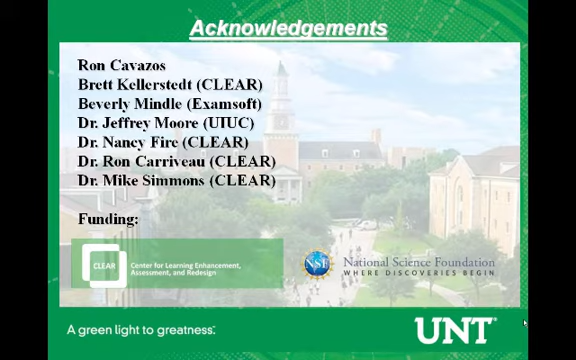 Acknowledgements
Ron Cavazos
Brett Kellerstedt (CLEAR)
Beverly Mindle (Examsoft)
Dr. Jeffrey Moore (UIUC)
Dr. Nancy Fire (CLEAR)
Dr. Ron Carriveau (CLEAR)
Dr. Mike Simmons (CLEAR)
Funding:
CLEAR
Center for Learning Enhancement,
Assessment, and Redesign
NSF
National Science Foundation
WHERE DISCOVERIES BEGIN
A green light to greatness.
UNT